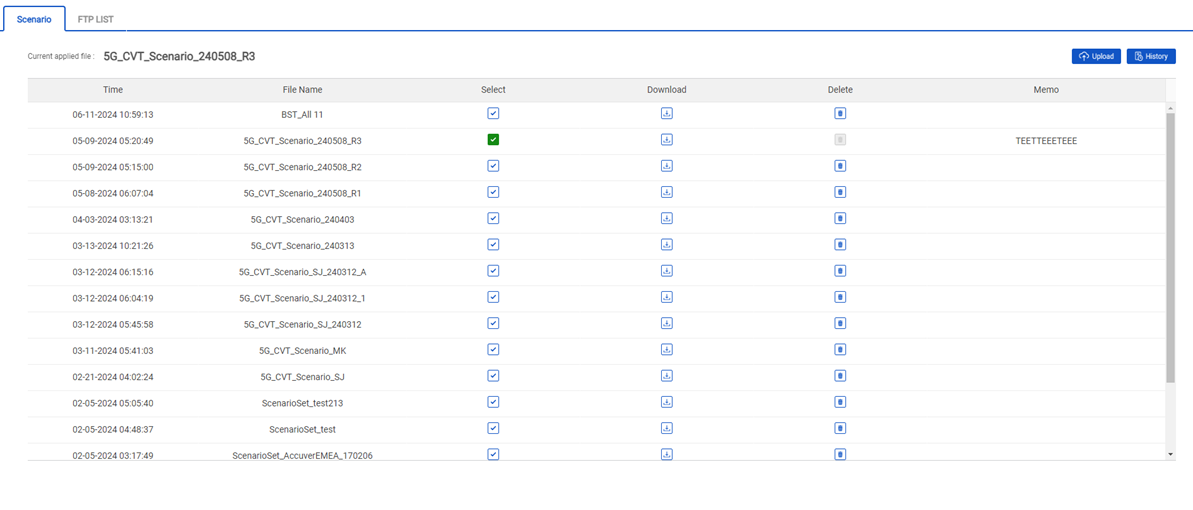 Scenario FTP LIST
Current applied file : 5G_CVT_Scenario_240508_R3 Upload History
Time File Name Select Download Delete Memo
06-11-2024 10:59:13 BST_All 11
05-09-2024 05:20:49 5G_CVT_Scenario_240508_R3 TEETTEEETEEE
05-09-2024 05:15:00 5G_CVT_Scenario_240508_R2
05-08-2024 06:07:04 5G_CVT_Scenario_240508_R1
04-03-2024 03:13:21 5G_CVT_Scenario_240403
03-13-2024 10:21:26 5G_CVT_Scenario_240313
03-12-2024 06:15:16 5G_CVT_Scenario_SJ_240312_A
03-12-2024 06:04:19 5G_CVT_Scenario_SJ_240312_1
03-12-2024 05:45:58 5G_CVT_Scenario_SJ_240312
03-11-2024 05:41:03 5G_CVT_Scenario_MK
02-21-2024 04:02:24 5G_CVT_Scenario_SJ
02-05-2024 05:05:40 ScenarioSet_test213
02-05-2024 04:48:37 ScenarioSet_test
02-05-2024 03:17:49 ScenarioSet_AccuverEMEA_170206